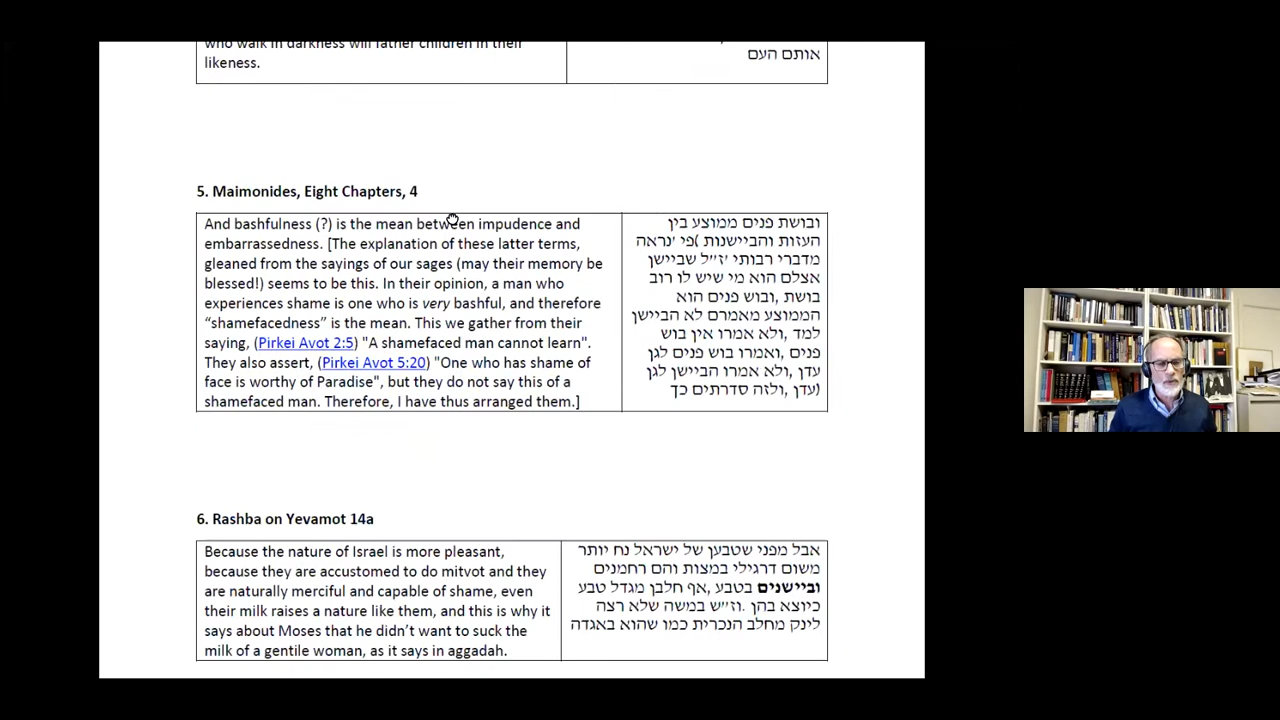 who walk in darkness will father children in their
likeness.
אותם העם
5. Maimonides, Eight Chapters, 4
And bashfulness (?) is the mean between impudence and
embarrassedness. [The explanation of these latter terms,
gleaned from the sayings of our sages (may their memory be
blessed!) seems to be this. In their opinion, a man who
experiences shame is one who is very bashful, and therefore
“shamefacedness” is the mean. This we gather from their
saying, (Pirkei Avot 2:5) "A shamefaced man cannot learn".
They also assert, (Pirkei Avot 5:20) "One who has shame of
face is worthy of Paradise", but they do not say this of a
shamefaced man. Therefore, I have thus arranged them.]
ובושת פנים ממוצע בין
העזות והביישנות )פי 'נראה
מדברי רבותי 'ז״ל שביישן
אצלם הוא מי שיש לו רוב
בושת ,ובוש פנים הוא
הממוצע מאמרם לא הביישן
למד ,ולא אמרו אין בוש
פנים ,ואמרו בוש פנים לגן
עדן ,ולא אמרו הביישן לגן
עדן ,ולזה סדרתים כך(
6. Rashba on Yevamot 14a
Because the nature of Israel is more pleasant,
because they are accustomed to do mitvot and they
are naturally merciful and capable of shame, even
their milk raises a nature like them, and this is why it
says about Moses that he didn’t want to suck the
milk of a gentile woman, as it says in aggadah.
אבל מפני שטבען של ישראל נח יותר
משום דרגילי במצות והם רחמנים
וביישנים בטבע ,אף חלבן מגדל טבע
כיוצא בהן .וז״ש במשה שלא רצה
לינק מחלב הנכרית כמו שהוא באגדה